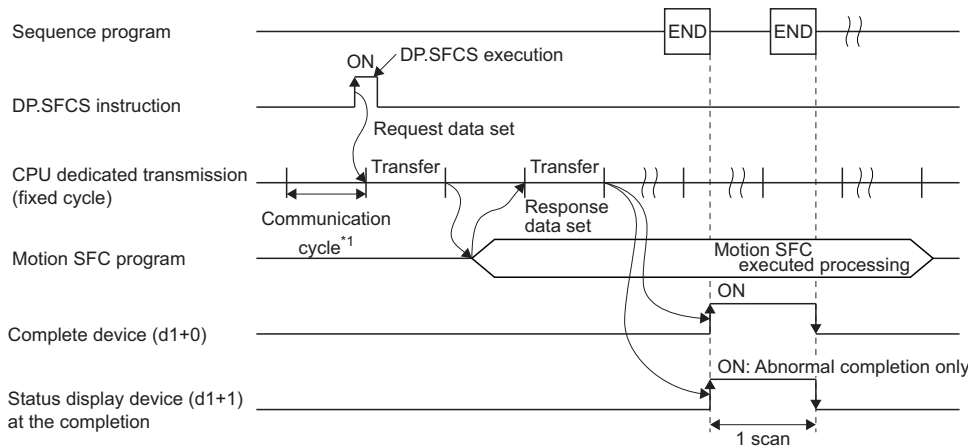 Sequence program
END
END
ON
DP.SFCS execution
DP.SFCS instruction
Request data set
CPU dedicated transmission
(fixed cycle)
Transfer
Transfer
Communication
cycle*1
Response
data set
Motion SFC program
Motion SFC
executed processing
ON
Complete device (d1+0)
ON: Abnormal completion only
Status display device (d1+1)
at the completion
1 scan